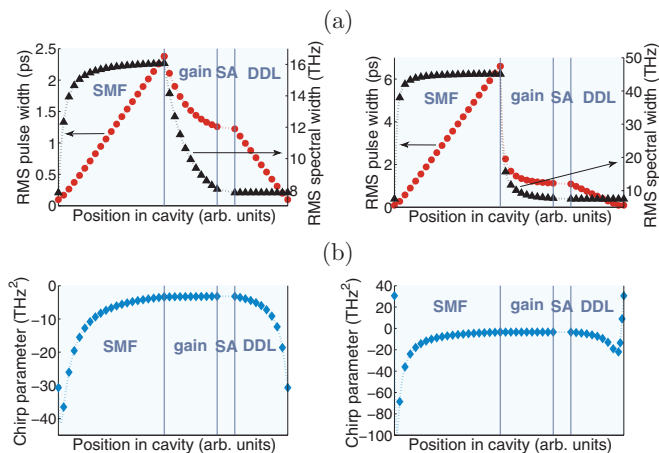 (a)
2.5
2
1.5
1
0.5
0
RMS pulse width (ps)
SMF
gain
SA
DDL
16
14
12
10
8
RMS spectral width (THz)
Position in cavity (arb. units)
6
4
2
0
RMS pulse width (ps)
SMF
gain
SA
DDL
50
40
30
20
10
RMS spectral width (THz)
Position in cavity (arb. units)
(b)
0
−10
−20
−30
−40
Chirp parameter (THz²)
SMF
gain
SA
DDL
Position in cavity (arb. units)
40
20
0
−20
−40
−60
−80
−100
Chirp parameter (THz²)
SMF
gain
SA
DDL
Position in cavity (arb. units)